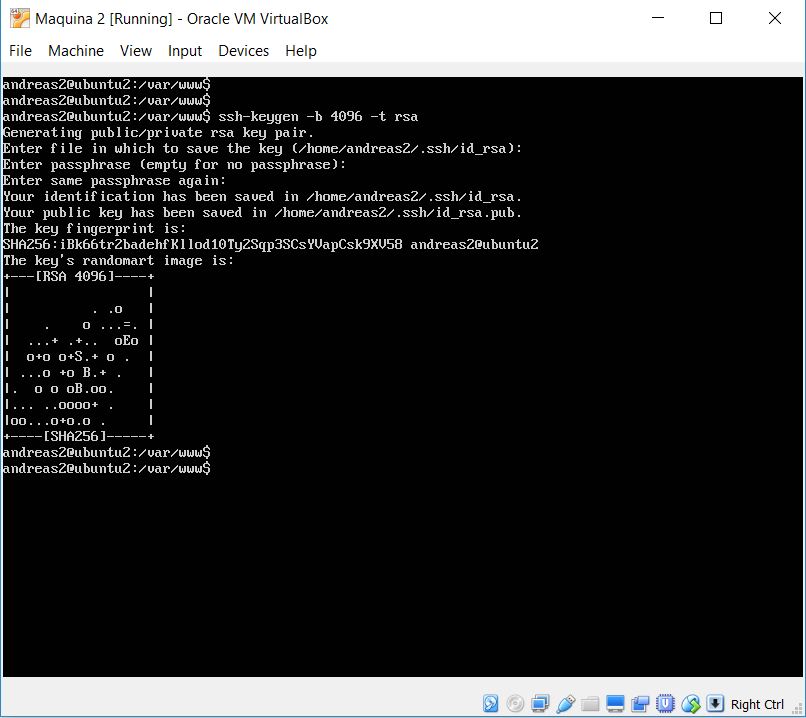 Maquina 2 [Running] - Oracle VM VirtualBox
File Machine View Input Devices Help
andreas2@ubuntu2:/var/www$
andreas2@ubuntu2:/var/www$
andreas2@ubuntu2:/var/www$ ssh-keygen -b 4096 -t rsa
Generating public/private rsa key pair.
Enter file in which to save the key (/home/andreas2/.ssh/id_rsa):
Enter passphrase (empty for no passphrase):
Enter same passphrase again:
Your identification has been saved in /home/andreas2/.ssh/id_rsa.
Your public key has been saved in /home/andreas2/.ssh/id_rsa.pub.
The key fingerprint is:
SHA256:iBk66tr2badehfKllod10Ty2Sqp3SCsYVapCsk9XV58 andreas2@ubuntu2
The key's randomart image is:
+---[RSA 4096]----+
|                 |
|          . .o   |
|    .    o ...=. |
|  ...+ .+..  oEo |
|  o+o o+S.+ o .  |
| ...o +o B.+ .   |
|.  o o oB.oo.    |
|... ..oooo+ .    |
|oo...o+o.o .     |
+----[SHA256]-----+
andreas2@ubuntu2:/var/www$
andreas2@ubuntu2:/var/www$
Right Ctrl